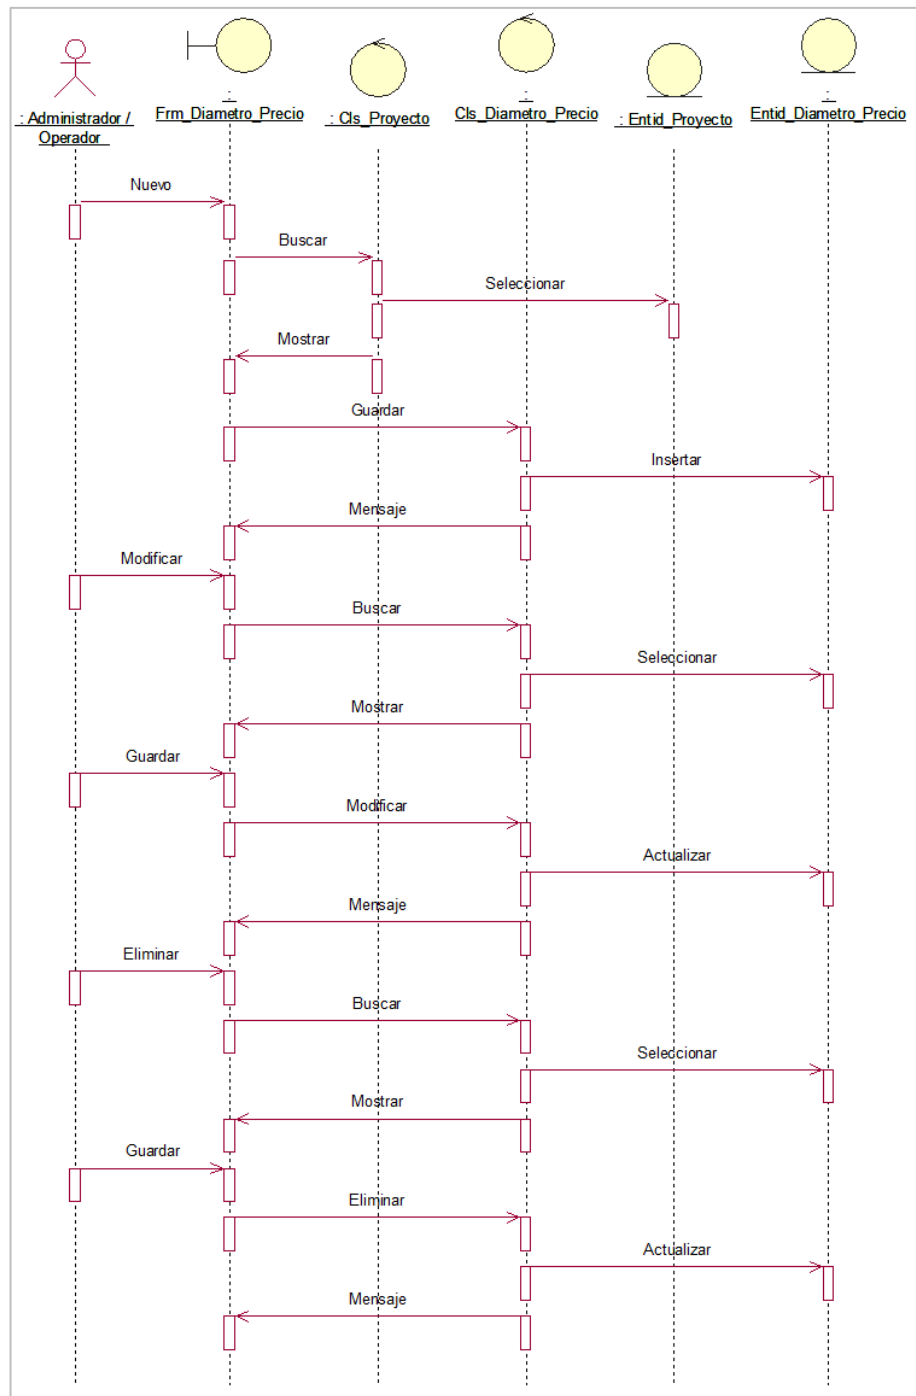 : Administrador /
Operador
:
Frm_Diametro_Precio
: Cls_Proyecto
:
Cls_Diametro_Precio
: Entid_Proyecto
:
Entid_Diametro_Precio
Nuevo
Buscar
Seleccionar
Mostrar
Guardar
Insertar
Mensaje
Modificar
Buscar
Seleccionar
Mostrar
Guardar
Modificar
Actualizar
Mensaje
Eliminar
Buscar
Seleccionar
Mostrar
Guardar
Eliminar
Actualizar
Mensaje